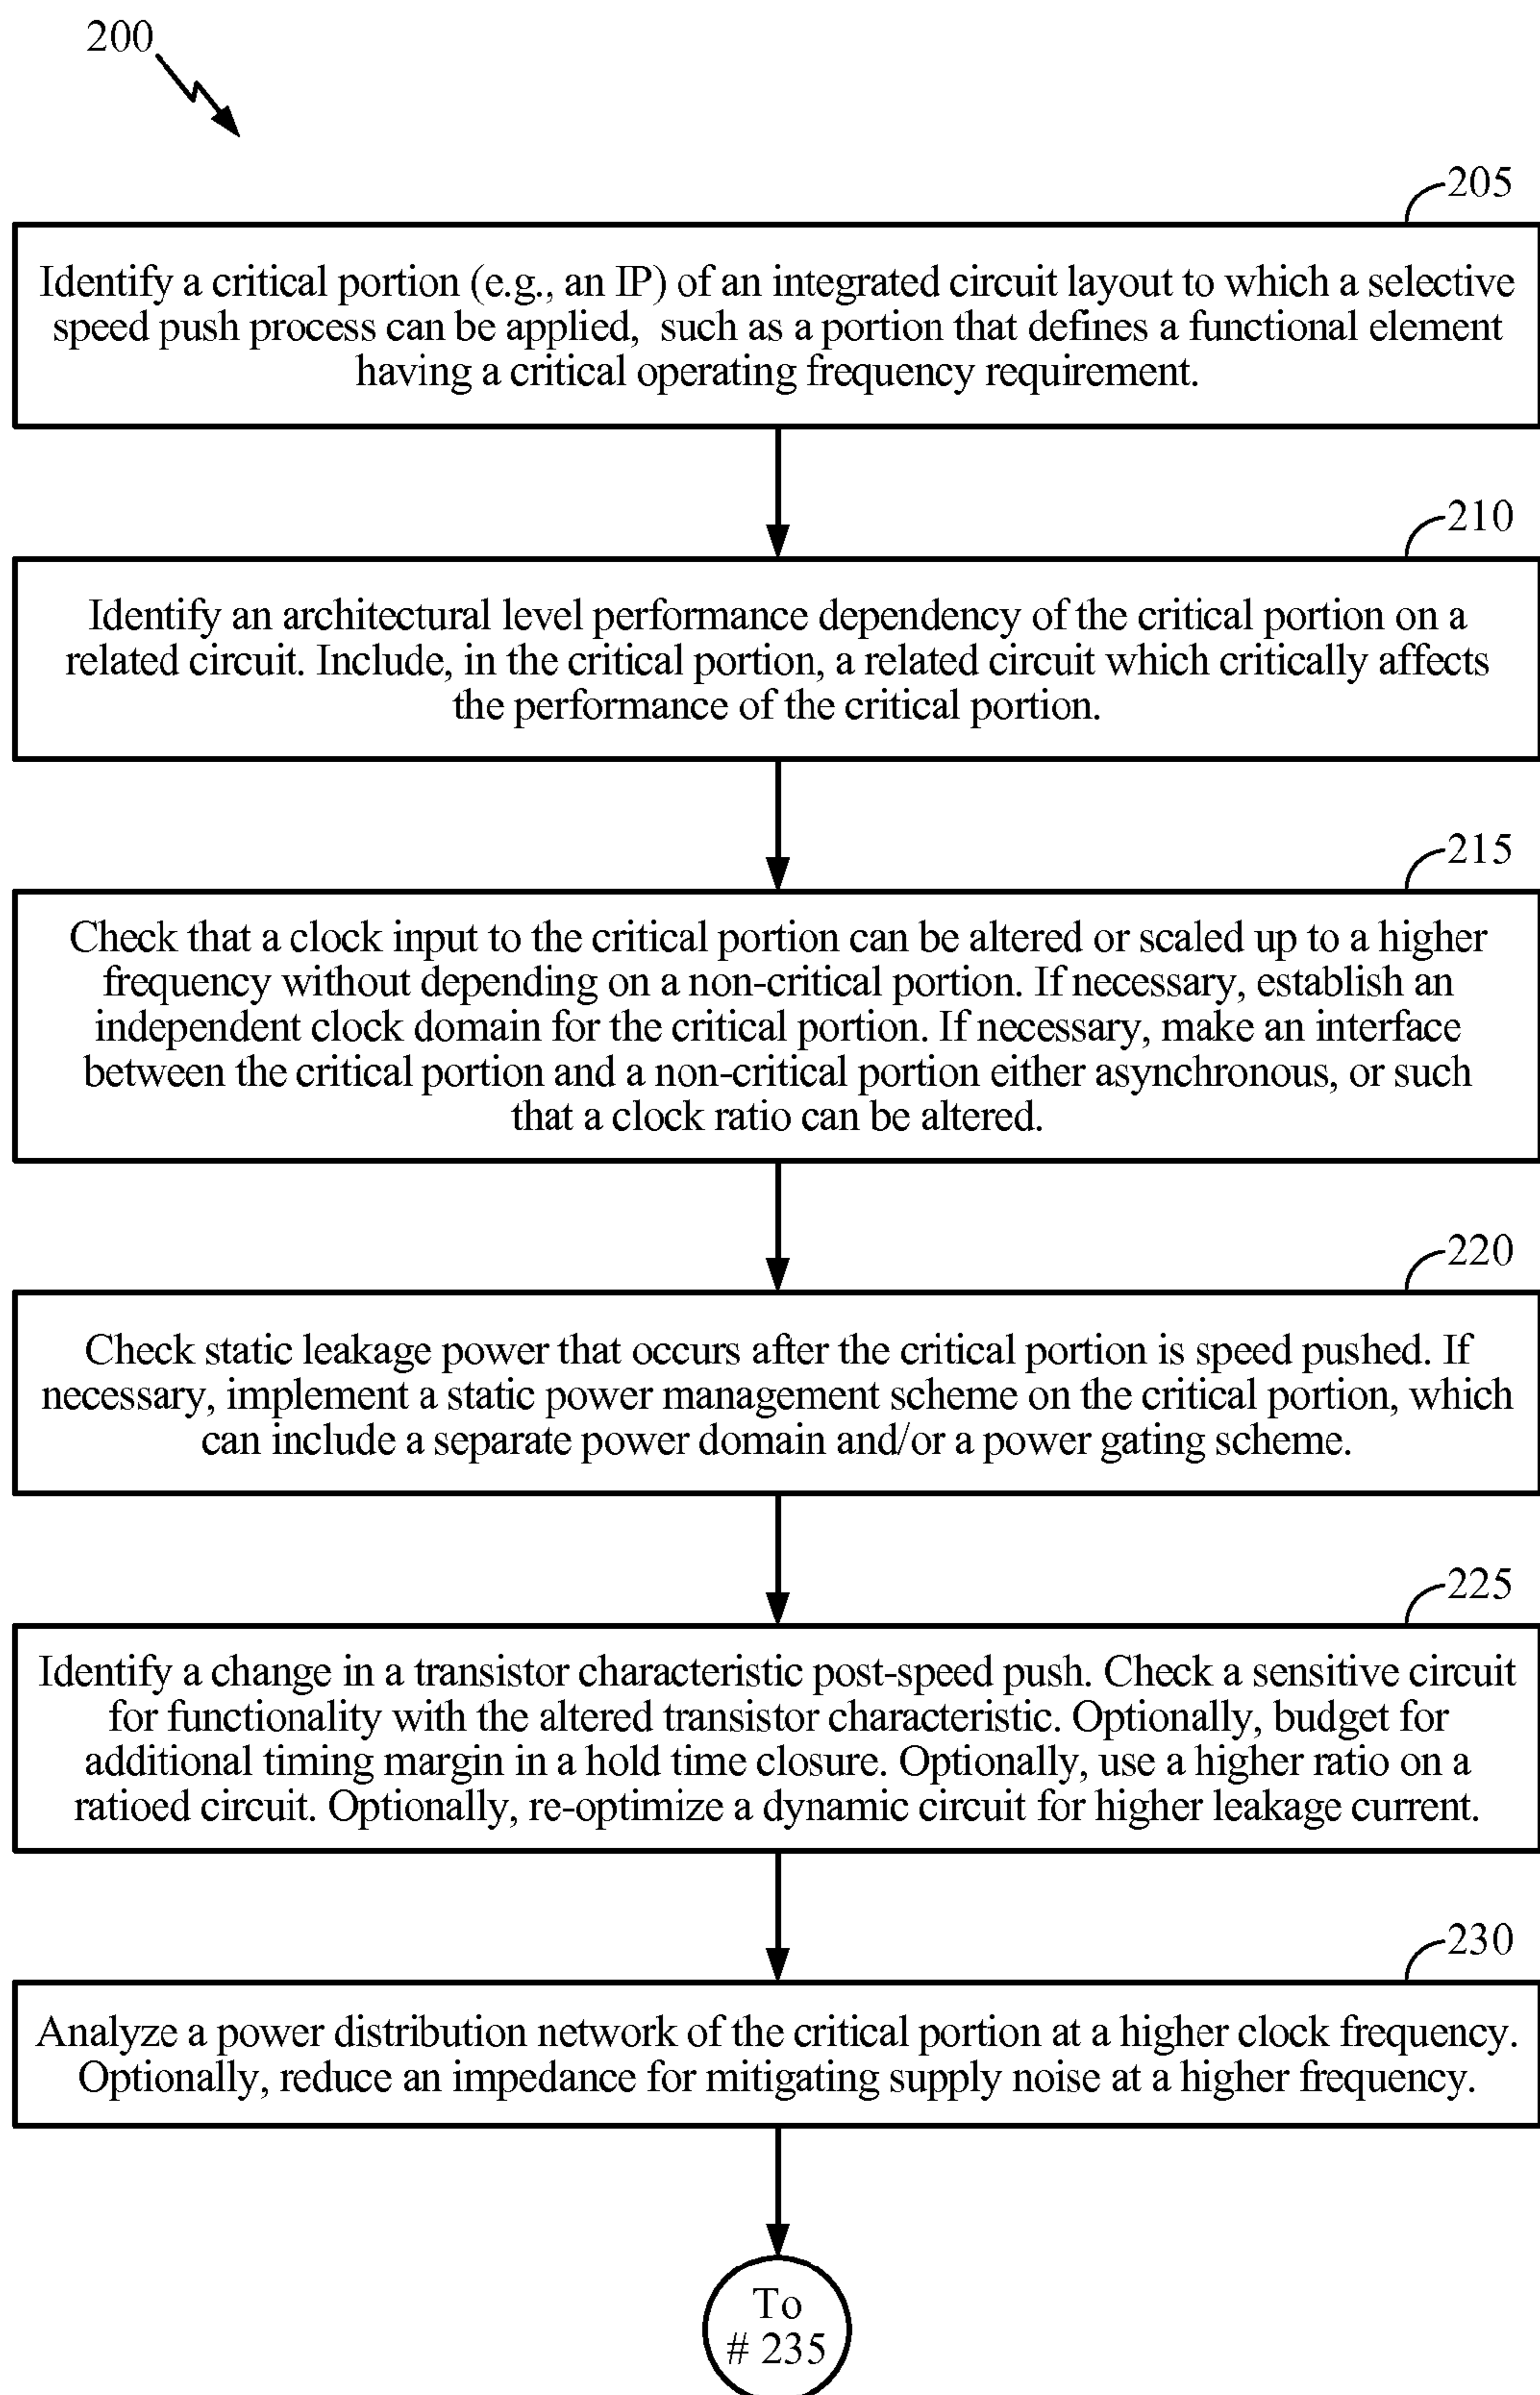 200
205
Identify a critical portion (e.g., an IP) of an integrated circuit layout to which a selective
speed push process can be applied, such as a portion that defines a functional element
having a critical operating frequency requirement.
210
Identify an architectural level performance dependency of the critical portion on a
related circuit. Include, in the critical portion, a related circuit which critically affects
the performance of the critical portion.
215
Check that a clock input to the critical portion can be altered or scaled up to a higher
frequency without depending on a non-critical portion. If necessary, establish an
independent clock domain for the critical portion. If necessary, make an interface
between the critical portion and a non-critical portion either asynchronous, or such
that a clock ratio can be altered.
220
Check static leakage power that occurs after the critical portion is speed pushed. If
necessary, implement a static power management scheme on the critical portion, which
can include a separate power domain and/or a power gating scheme.
225
Identify a change in a transistor characteristic post-speed push. Check a sensitive circuit
for functionality with the altered transistor characteristic. Optionally, budget for
additional timing margin in a hold time closure. Optionally, use a higher ratio on a
ratioed circuit. Optionally, re-optimize a dynamic circuit for higher leakage current.
230
Analyze a power distribution network of the critical portion at a higher clock frequency.
Optionally, reduce an impedance for mitigating supply noise at a higher frequency.
To
# 235